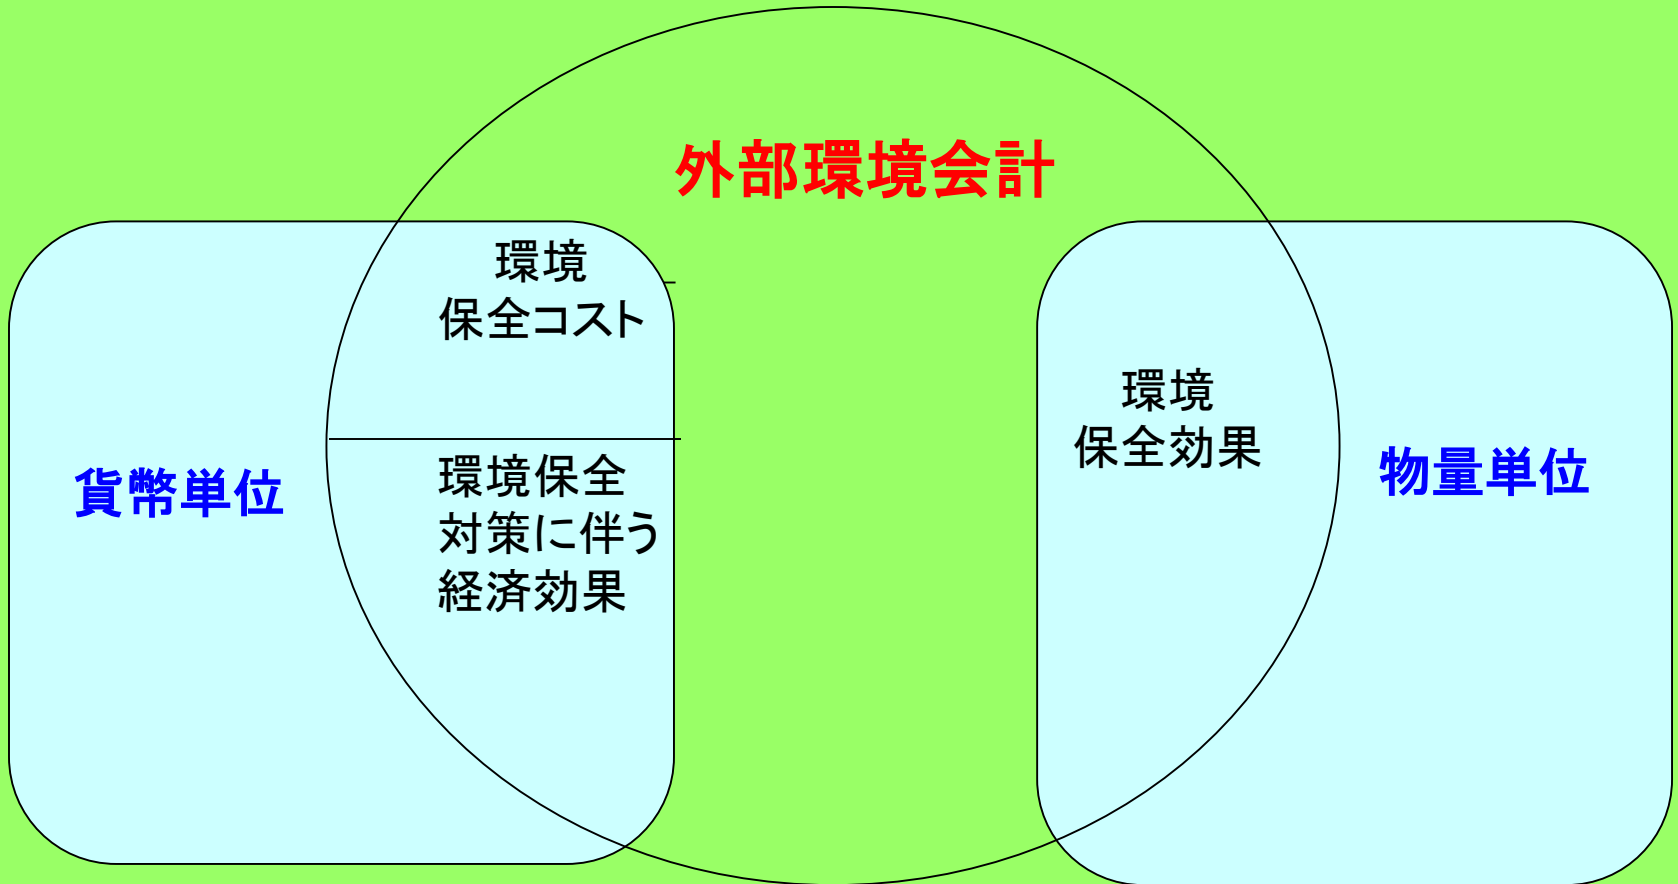 外部環境会計
環境
保全コスト
環境保全
対策に伴う
経済効果
貨幣単位
環境
保全効果
物量単位